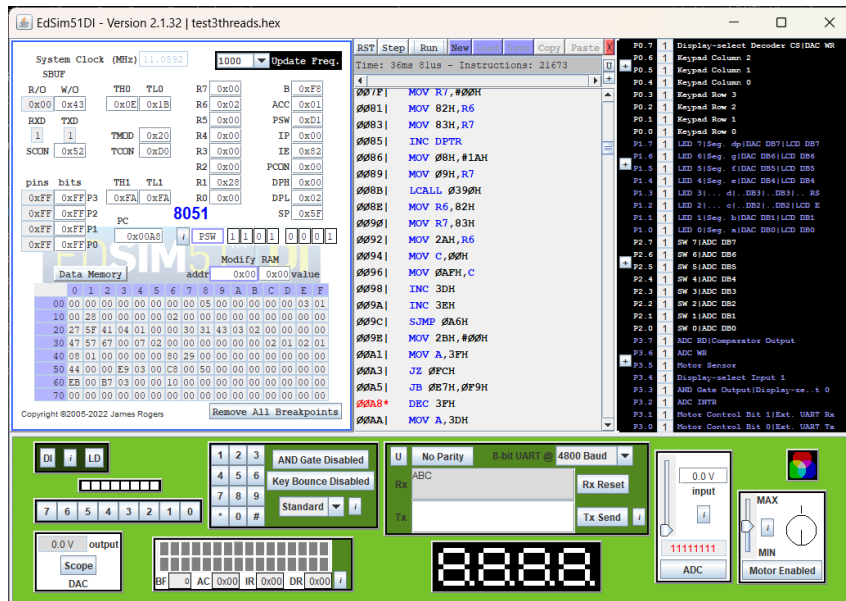 EdSim51DI - Version 2.1.32 | test3threads.hex
System Clock (MHz) 11.0592 1000 Update Freq.
SBUF
R/O W/O TH0 TL0 R7 0x00 B 0xF8
0x00 0x43 0x0E 0x1B R6 0x02 ACC 0x01
RXD TXD R5 0x00 PSW 0xD1
1 1 TMOD 0x20 R4 0x00 IP 0x00
SCON 0x52 TCON 0xD0 R3 0x00 IE 0x82
R2 0x00 PCON 0x00
pins bits TH1 TL1 R1 0x28 DPH 0x00
0xFF 0xFF P3 0xFA 0xFA R0 0x00 DPL 0x02
0xFF 0xFF P2 8051 SP 0x5F
0xFF 0xFF P1 PC
0xFF 0xFF P0 0x00A8 i PSW 1 1 0 1 0 0 0 1
Modify RAM
Data Memory addr 0x00 0x00 value
0 1 2 3 4 5 6 7 8 9 A B C D E F
00 00 00 00 00 00 00 00 00 05 00 00 00 00 00 03 01
10 00 28 00 00 00 00 02 00 00 00 00 00 00 00 00 00
20 27 5F 41 04 01 00 00 30 31 43 03 02 00 00 00 00
30 47 57 67 00 07 02 00 00 00 00 00 00 02 01 02 01
40 08 01 00 00 00 00 80 29 00 00 00 00 00 00 00 00
50 44 00 00 E9 03 00 C8 00 50 00 00 00 00 00 00 00
60 EB 00 B7 03 00 00 10 00 00 00 00 00 00 00 00 00
70 00 00 00 00 00 00 00 00 00 00 00 00 00 00 00 00
Copyright ©2005-2022 James Rogers Remove All Breakpoints
RST Step Run New Load Save Copy Paste X
Time: 36ms 81us - Instructions: 21673 U
+
007F| MOV R7,#00H
0081| MOV 82H,R6
0083| MOV 83H,R7
0085| INC DPTR
0086| MOV 08H,#1AH
0089| MOV 09H,R7
008B| LCALL 0390H
008E| MOV R6,82H
0090| MOV R7,83H
0092| MOV 2AH,R6
0094| MOV C,00H
0096| MOV 0AFH,C
0098| INC 3DH
009A| INC 3EH
009C| SJMP 0A6H
009E| MOV 2BH,#00H
00A1| MOV A,3FH
00A3| JZ 0FCH
00A5| JB 0E7H,0F9H
00A8* DEC 3FH
00AA| MOV A,3DH
P0.7 1 Display-select Decoder CS|DAC WR
P0.6 1 Keypad Column 2
P0.5 1 Keypad Column 1
P0.4 1 Keypad Column 0
P0.3 1 Keypad Row 3
P0.2 1 Keypad Row 2
P0.1 1 Keypad Row 1
P0.0 1 Keypad Row 0
P1.7 1 LED 7|Seg. dp|DAC DB7|LCD DB7
P1.6 1 LED 6|Seg. g|DAC DB6|LCD DB6
P1.5 1 LED 5|Seg. f|DAC DB5|LCD DB5
P1.4 1 LED 4|Seg. e|DAC DB4|LCD DB4
P1.3 1 LED 3|... d|..DB3|..DB3|.. RS
P1.2 1 LED 2|... c|..DB2|..DB2|LCD E
P1.1 1 LED 1|Seg. b|DAC DB1|LCD DB1
P1.0 1 LED 0|Seg. a|DAC DB0|LCD DB0
P2.7 1 SW 7|ADC DB7
P2.6 1 SW 6|ADC DB6
P2.5 1 SW 5|ADC DB5
P2.4 1 SW 4|ADC DB4
P2.3 1 SW 3|ADC DB3
P2.2 1 SW 2|ADC DB2
P2.1 1 SW 1|ADC DB1
P2.0 1 SW 0|ADC DB0
P3.7 1 ADC RD|Comparator Output
P3.6 1 ADC WR
P3.5 1 Motor Sensor
P3.4 1 Display-select Input 1
P3.3 1 AND Gate Output|Display-se..t 0
P3.2 1 ADC INTR
P3.1 1 Motor Control Bit 1|Ext. UART Rx
P3.0 1 Motor Control Bit 0|Ext. UART Tx
DI i LD
7 6 5 4 3 2 1 0
0.0 V output
Scope
DAC
1 2 3 AND Gate Disabled
4 5 6 Key Bounce Disabled
7 8 9 Standard i
* 0 #
BF 0 AC 0x00 IR 0x00 DR 0x00 i
U No Parity 8-bit UART @ 4800 Baud
Rx ABC Rx Reset
Tx Tx Send i
8.8.8.8.
0.0 V
input
i
11111111
ADC
MAX
i
MIN
Motor Enabled